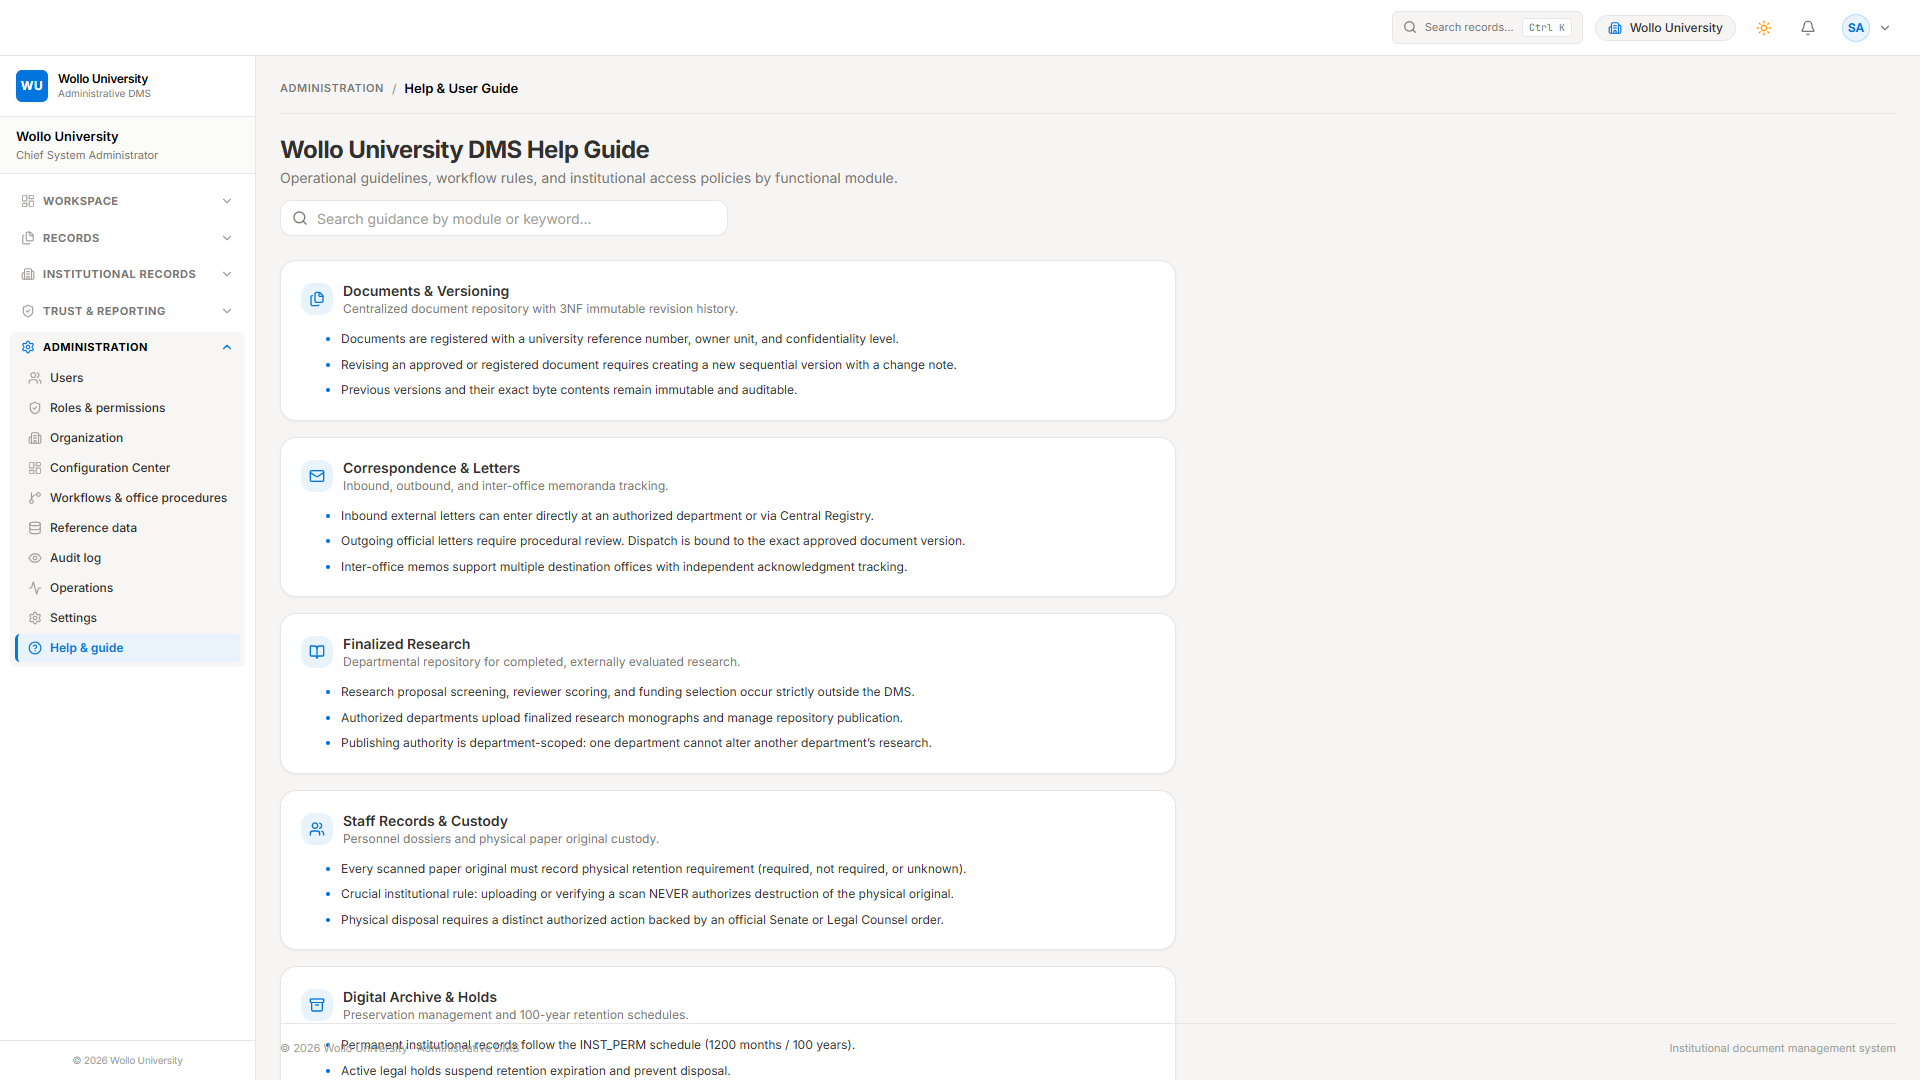 Search records... Ctrl K
Wollo University
SA
WU
Wollo University
Administrative DMS
Wollo University
Chief System Administrator
WORKSPACE
RECORDS
INSTITUTIONAL RECORDS
TRUST & REPORTING
ADMINISTRATION
Users
Roles & permissions
Organization
Configuration Center
Workflows & office procedures
Reference data
Audit log
Operations
Settings
Help & guide
© 2026 Wollo University
ADMINISTRATION / Help & User Guide
Wollo University DMS Help Guide
Operational guidelines, workflow rules, and institutional access policies by functional module.
Search guidance by module or keyword...
Documents & Versioning
Centralized document repository with 3NF immutable revision history.
• Documents are registered with a university reference number, owner unit, and confidentiality level.
• Revising an approved or registered document requires creating a new sequential version with a change note.
• Previous versions and their exact byte contents remain immutable and auditable.
Correspondence & Letters
Inbound, outbound, and inter-office memoranda tracking.
• Inbound external letters can enter directly at an authorized department or via Central Registry.
• Outgoing official letters require procedural review. Dispatch is bound to the exact approved document version.
• Inter-office memos support multiple destination offices with independent acknowledgment tracking.
Finalized Research
Departmental repository for completed, externally evaluated research.
• Research proposal screening, reviewer scoring, and funding selection occur strictly outside the DMS.
• Authorized departments upload finalized research monographs and manage repository publication.
• Publishing authority is department-scoped: one department cannot alter another department’s research.
Staff Records & Custody
Personnel dossiers and physical paper original custody.
• Every scanned paper original must record physical retention requirement (required, not required, or unknown).
• Crucial institutional rule: uploading or verifying a scan NEVER authorizes destruction of the physical original.
• Physical disposal requires a distinct authorized action backed by an official Senate or Legal Counsel order.
Digital Archive & Holds
Preservation management and 100-year retention schedules.
• Permanent institutional records follow the INST_PERM schedule (1200 months / 100 years).
© 2026 Wollo University · Administrative DMS
Institutional document management system
• Active legal holds suspend retention expiration and prevent disposal.